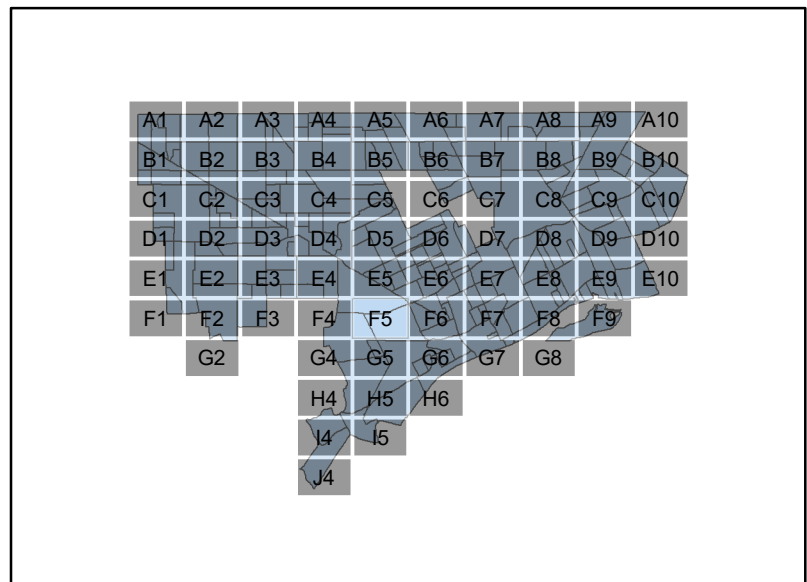 A1 A2 A3 A4 A5 A6 A7 A8 A9 A10
B1 B2 B3 B4 B5 B6 B7 B8 B9 B10
C1 C2 C3 C4 C5 C6 C7 C8 C9 C10
D1 D2 D3 D4 D5 D6 D7 D8 D9 D10
E1 E2 E3 E4 E5 E6 E7 E8 E9 E10
F1 F2 F3 F4 F5 F6 F7 F8 F9
G2 G4 G5 G6 G7 G8
H4 H5 H6
I4 I5
J4